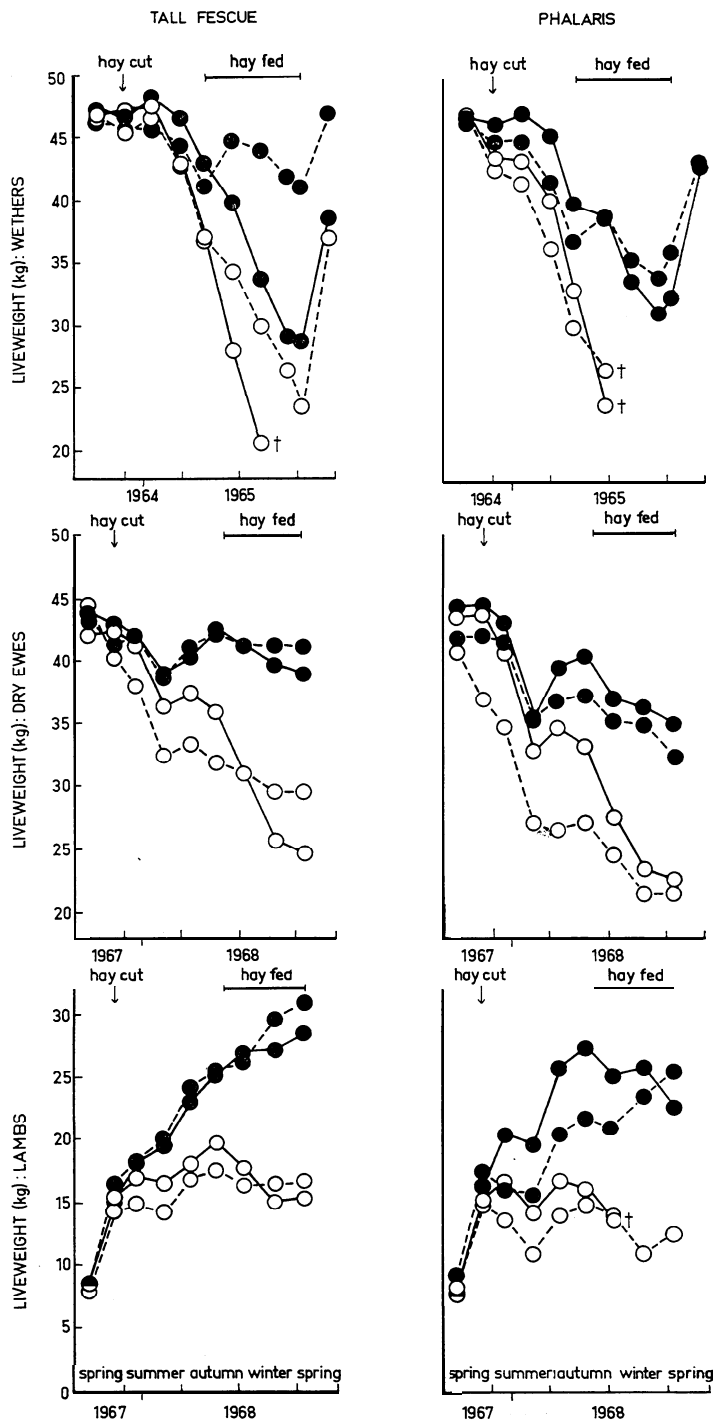 TALL FESCUE PHALARIS
hay cut hay fed hay cut hay fed
LIVEWEIGHT (kg): WETHERS
50
45
40
35
30
25
20
† † †
1964 1965 1964 1965
hay cut hay fed hay cut hay fed
LIVEWEIGHT (kg): DRY EWES
50
45
40
35
30
25
20
1967 1968 1967 1968
hay cut hay fed hay cut hay fed
LIVEWEIGHT (kg): LAMBS
30
25
20
15
10
5
0
†
spring summer autumn winter spring spring summer autumn winter spring
1967 1968 1967 1968